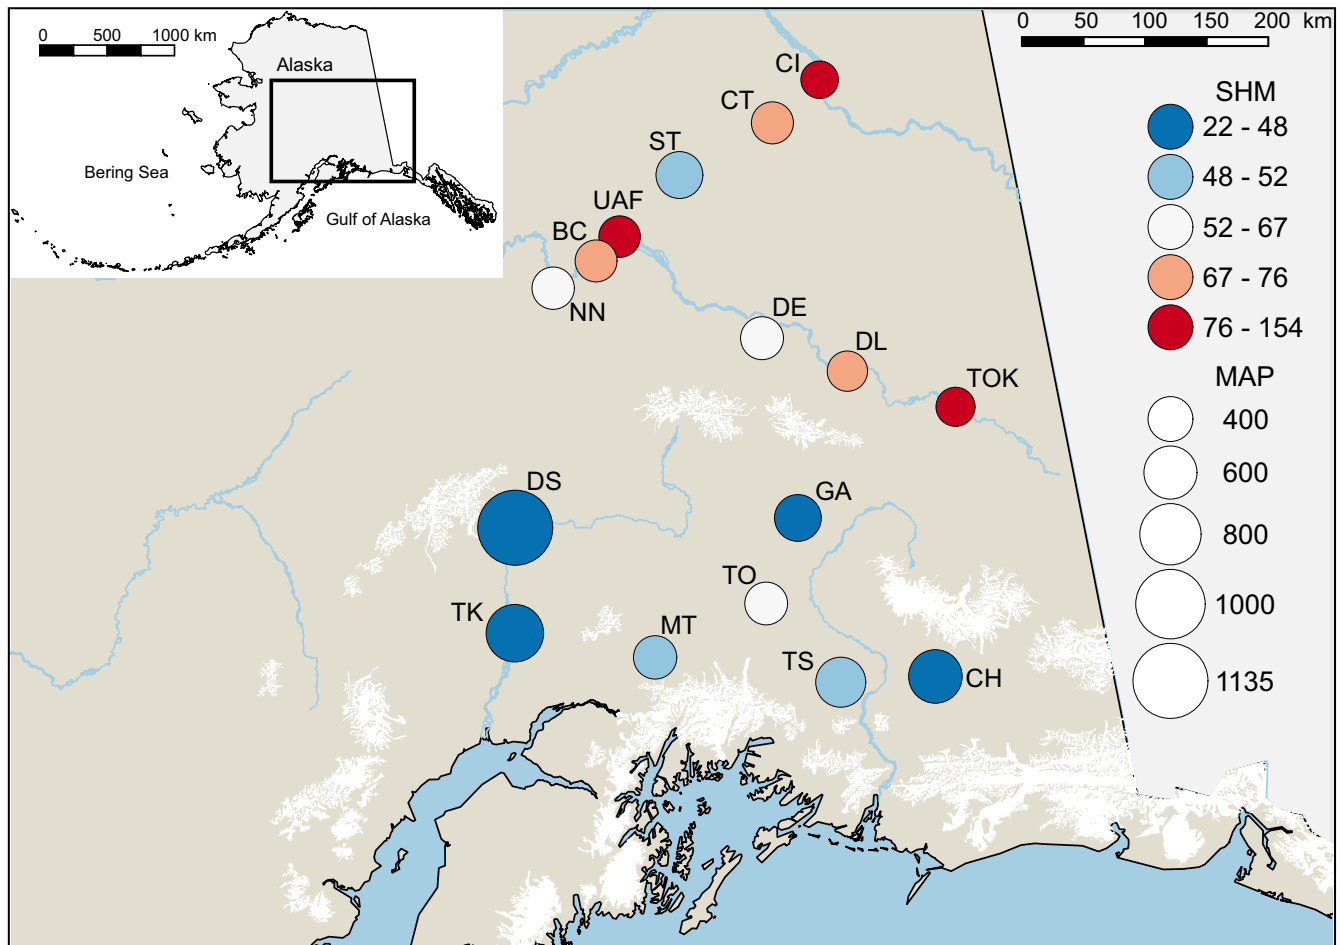 0 500 1000 km
Alaska
Bering Sea
Gulf of Alaska
0 50 100 150 200 km
CI
CT
ST
UAF
BC
NN
DE
DL
TOK
DS
GA
TO
TK
MT
TS
CH
SHM
22 - 48
48 - 52
52 - 67
67 - 76
76 - 154
MAP
400
600
800
1000
1135